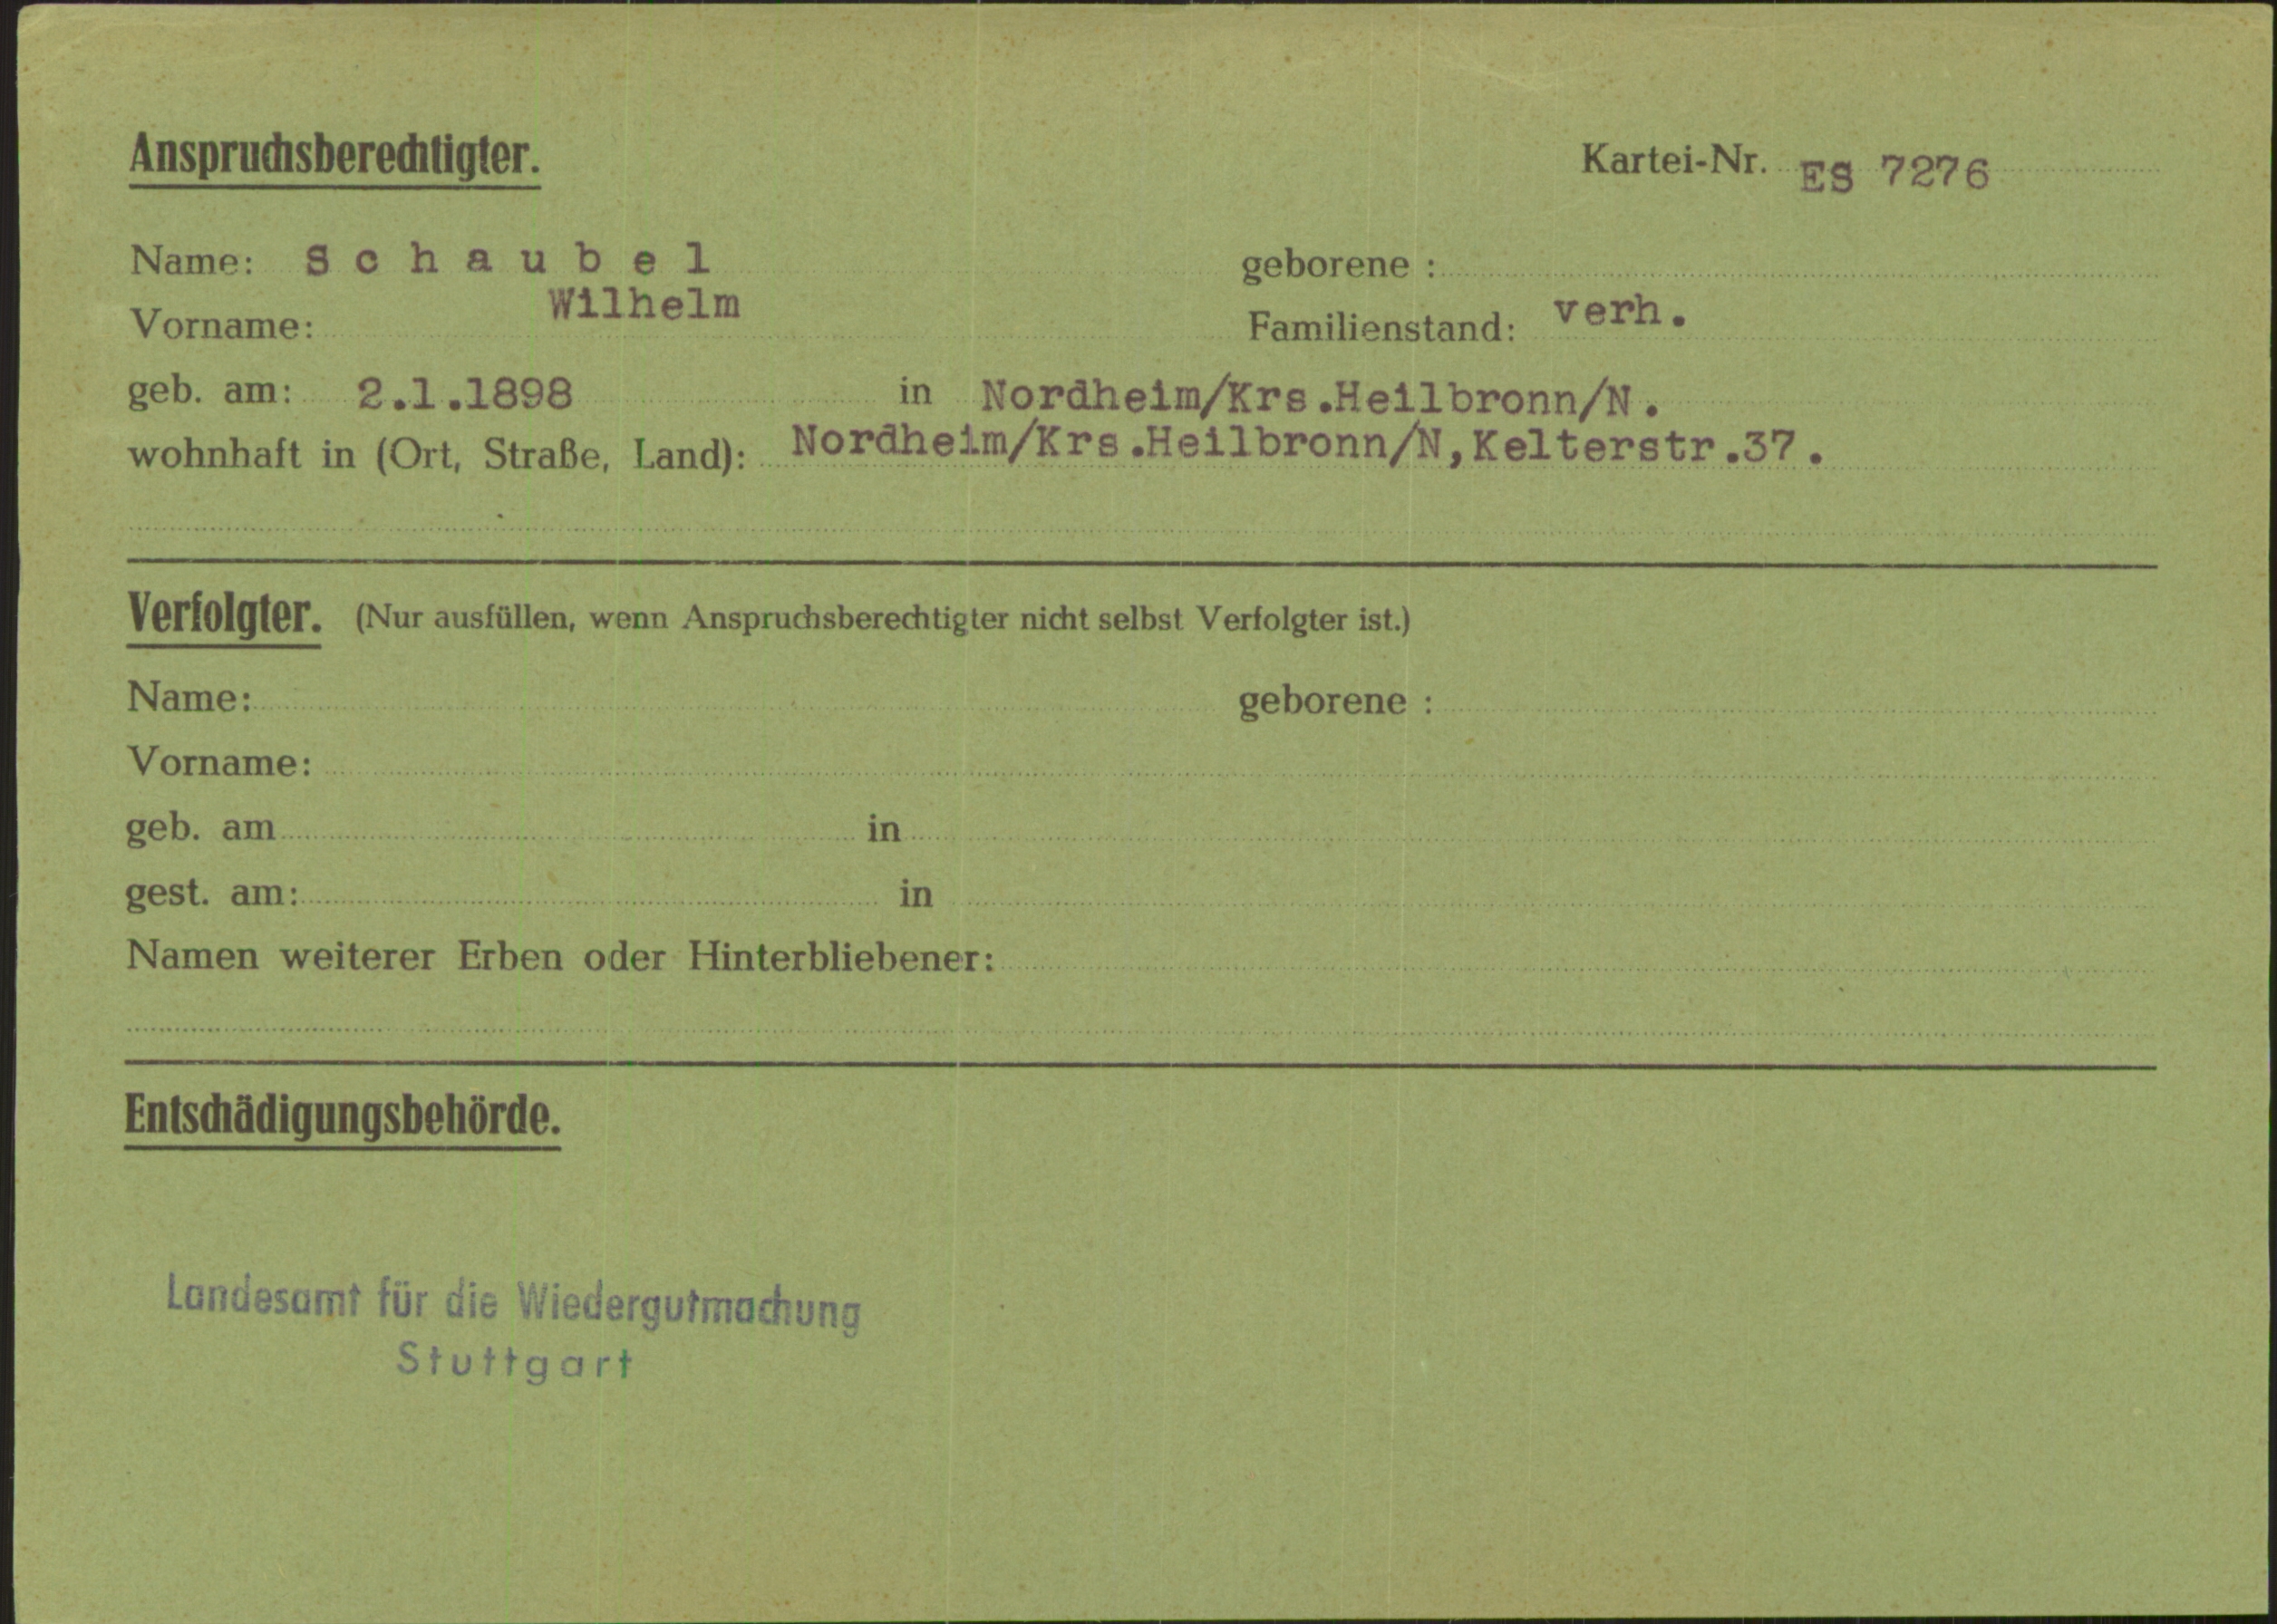 Anspruchsberechtigter. Kartei-Nr. ES 7276
Name: Schaubel geborene :
Vorname: Wilhelm Familienstand: verh.
geb. am: 2.1.1898 in Nordheim/Krs.Heilbronn/N.
wohnhaft in (Ort, Straße, Land): Nordheim/Krs.Heilbronn/N,Kelterstr.37.
Verfolgter. (Nur ausfüllen, wenn Anspruchsberechtigter nicht selbst Verfolgter ist.)
Name: geborene :
Vorname:
geb. am in
gest. am: in
Namen weiterer Erben oder Hinterbliebener:
Entschädigungsbehörde.
Landesamt für die Wiedergutmachung
Stuttgart